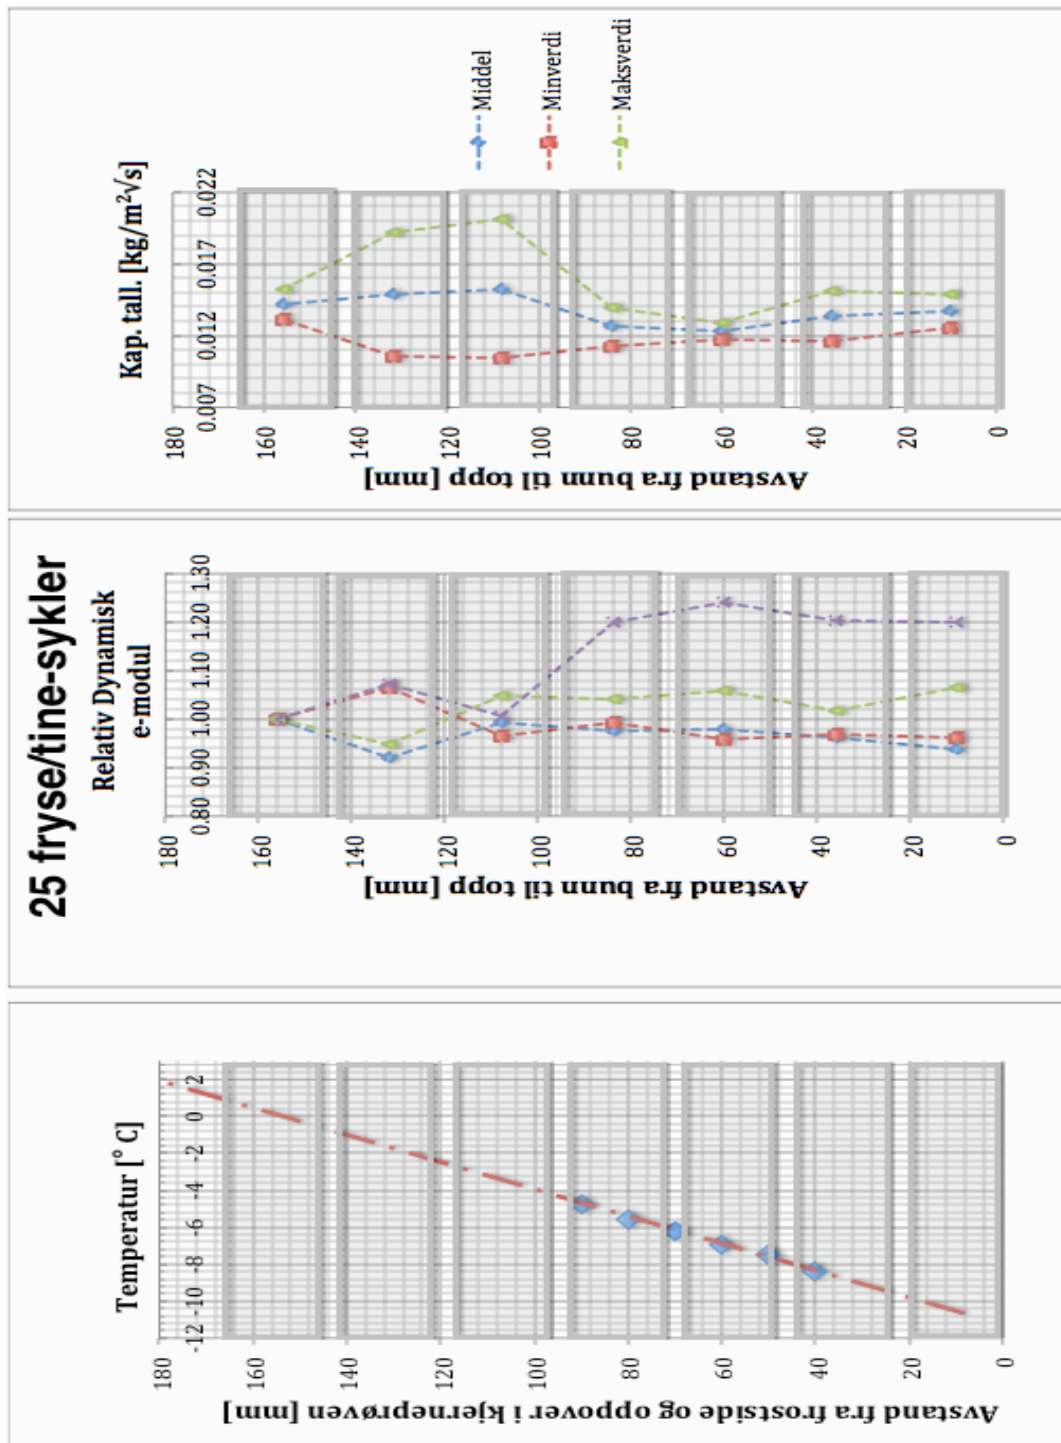 25 fryse/tine-sykler
Temperatur [° C]
-12 -10 -8 -6 -4 -2 0 2
180
160
140
120
100
80
60
40
20
0
Avstand fra frostside og oppover i kjerneprøven [mm]
Relativ Dynamisk
e-modul
0.80 0.90 1.00 1.10 1.20 1.30
180
160
140
120
100
80
60
40
20
0
Avstand fra bunn til topp [mm]
Kap. tall. [kg/m²√s]
0.007 0.012 0.017 0.022
180
160
140
120
100
80
60
40
20
0
Avstand fra bunn til topp [mm]
Middel
Minverdi
Maksverdi